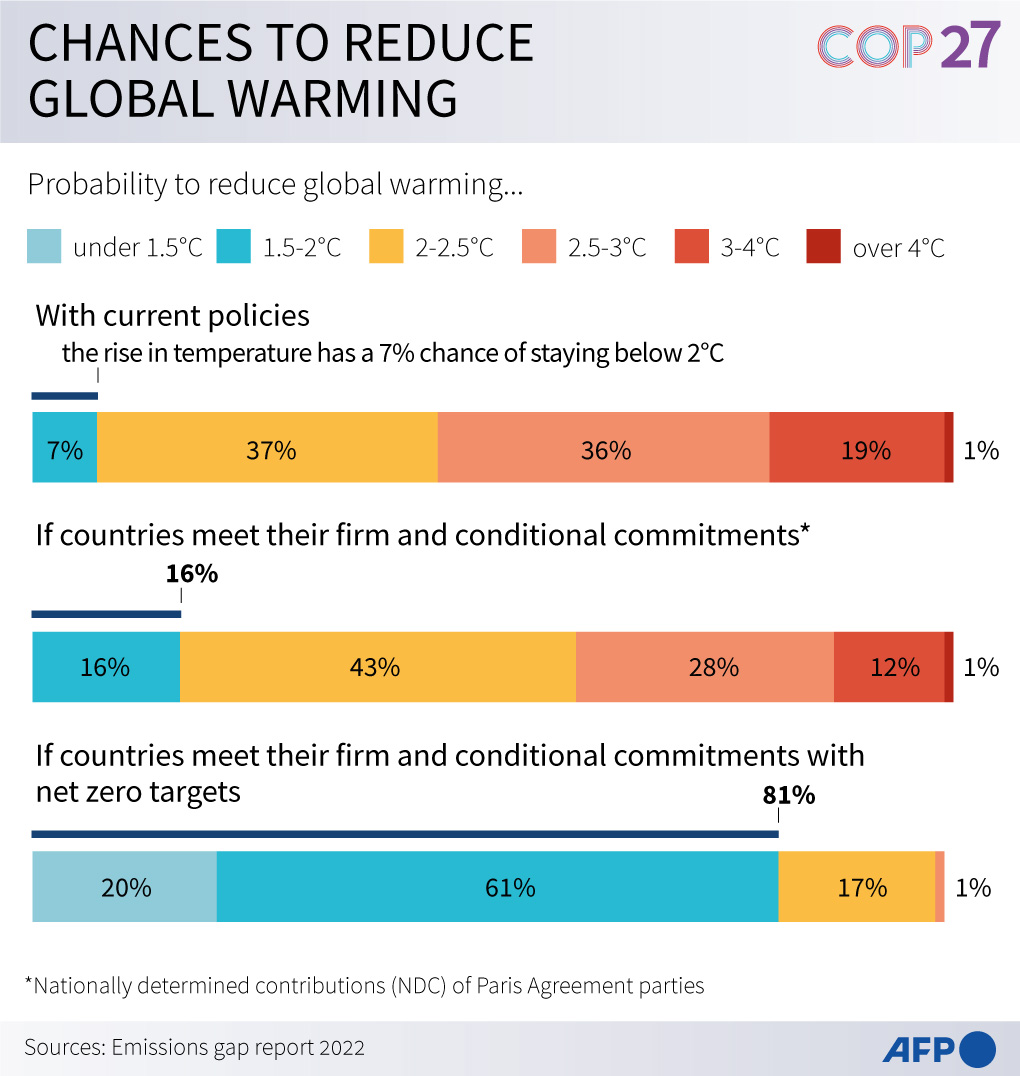 CHANCES TO REDUCE
GLOBAL WARMING
COP27
Probability to reduce global warming...
under 1.5°C 1.5-2°C 2-2.5°C 2.5-3°C 3-4°C over 4°C
With current policies
the rise in temperature has a 7% chance of staying below 2°C
7% 37% 36% 19% 1%
If countries meet their firm and conditional commitments*
16%
16% 43% 28% 12% 1%
If countries meet their firm and conditional commitments with
net zero targets
81%
20% 61% 17% 1%
*Nationally determined contributions (NDC) of Paris Agreement parties
Sources: Emissions gap report 2022
AFP